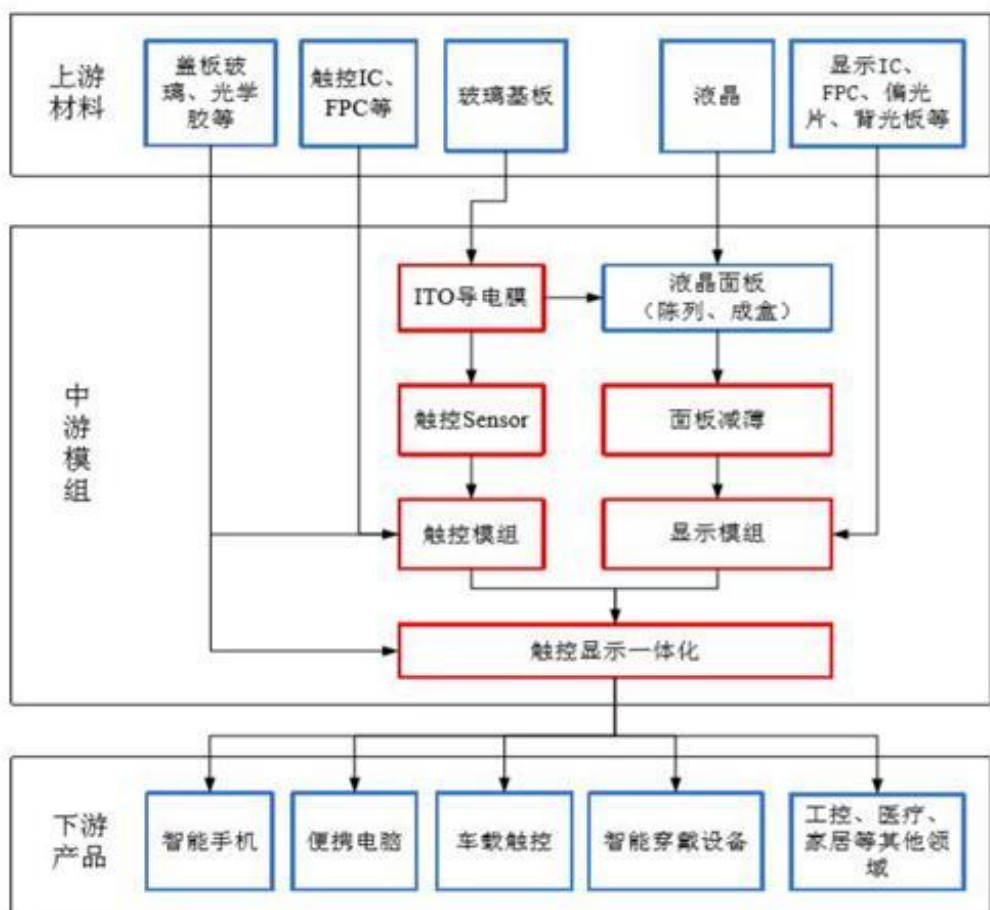 上游
材料
盖板玻
璃、光学
胶等
触控IC、
FPC等
玻璃基板
液晶
显示IC、
FPC、偏光
片、背光板等
中
游
模
组
ITO导电膜
液晶面板
（陈列、成盒）
触控Sensor
面板减薄
触控模组
显示模组
触控显示一体化
下游
产品
智能手机
便携电脑
车载触控
智能穿戴设备
工控、医疗、
家居等其他领
域